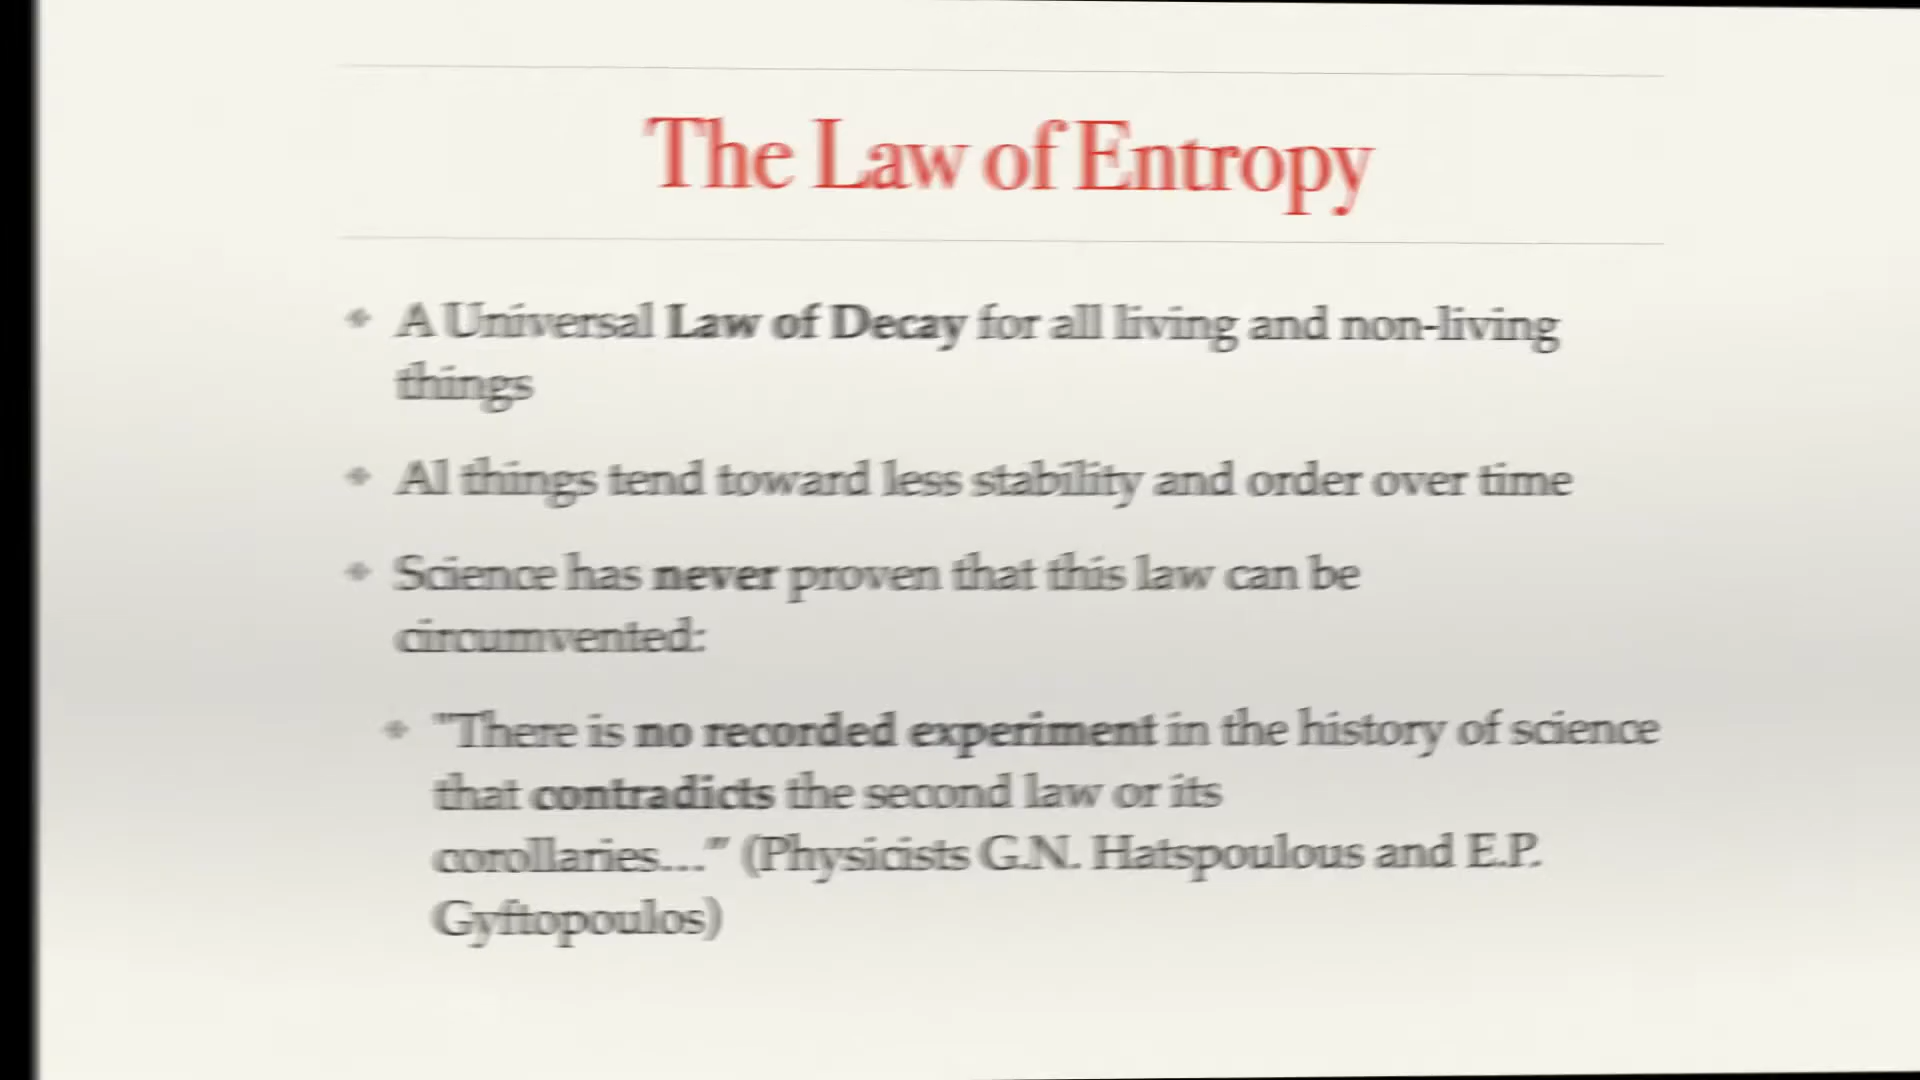 The Law of Entropy
A Universal Law of Decay for all living and non-living
things
Al things tend toward less stability and order over time
Science has never proven that this law can be
circumvented:
"There is no recorded experiment in the history of science
that contradicts the second law or its
corollaries...” (Physicists G.N. Hatspoulous and E.P.
Gyftopoulos)